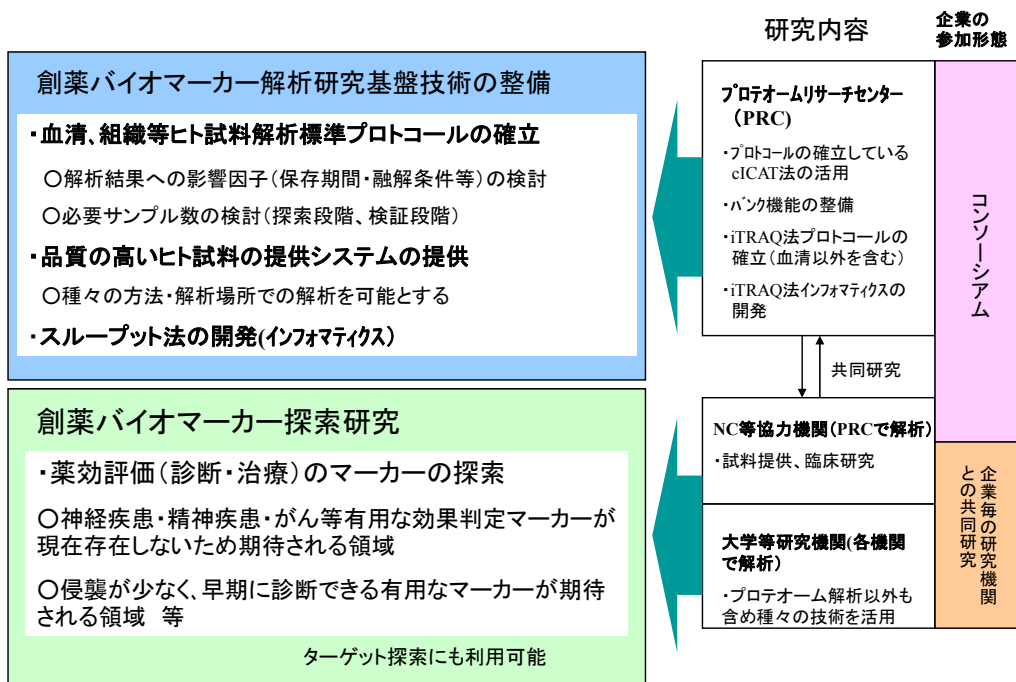 研究内容
企業の
参加形態
創薬バイオマーカー解析研究基盤技術の整備
・血清、組織等ヒト試料解析標準プロトコールの確立
○解析結果への影響因子(保存期間・融解条件等)の検討
○必要サンプル数の検討(探索段階、検証段階)
・品質の高いヒト試料の提供システムの提供
○種々の方法・解析場所での解析を可能とする
・スループット法の開発(インフォマティクス)
プロテオームリサーチセンター
(PRC)
・プロトコールの確立している
cICAT法の活用
・バンク機能の整備
・iTRAQ法プロトコールの
確立(血清以外を含む)
・iTRAQ法インフォマティクスの
開発
コンソーシアム
共同研究
創薬バイオマーカー探索研究
・薬効評価(診断・治療)のマーカーの探索
○神経疾患・精神疾患・がん等有用な効果判定マーカーが
現在存在しないため期待される領域
○侵襲が少なく、早期に診断できる有用なマーカーが期待
される領域 等
ターゲット探索にも利用可能
NC等協力機関(PRCで解析)
・試料提供、臨床研究
大学等研究機関(各機関
で解析)
・プロテオーム解析以外も
含め種々の技術を活用
企業毎の研究機関
との共同研究